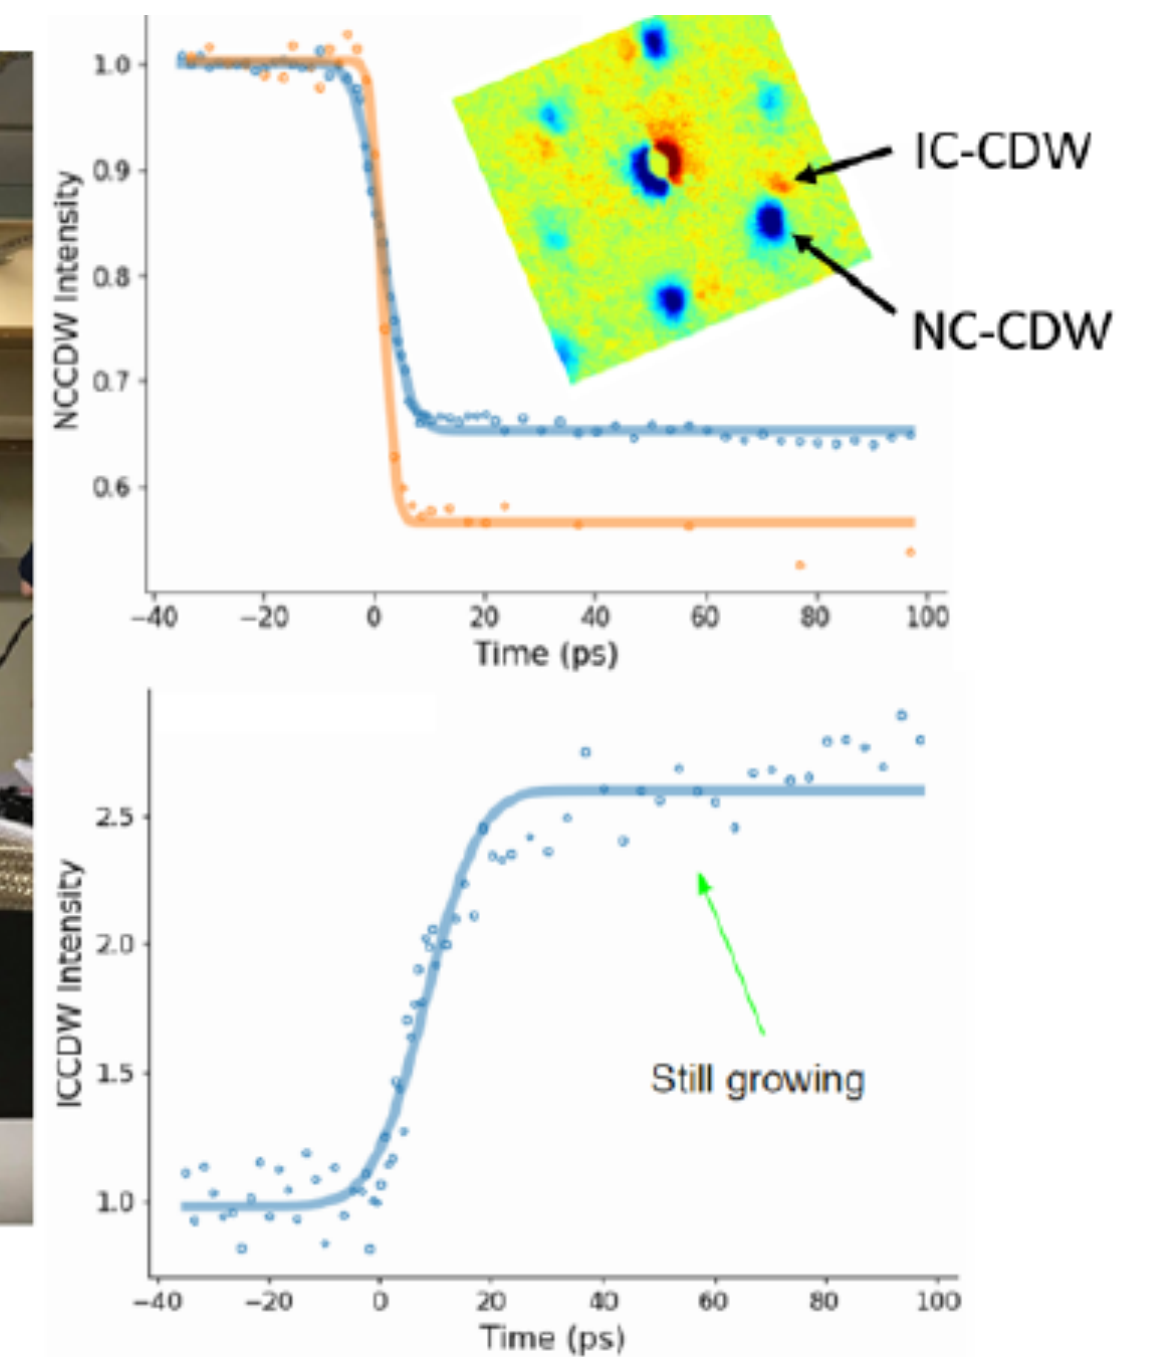 1.0
0.9
0.8
0.7
0.6
NCCDW Intensity
IC-CDW
NC-CDW
−40 −20 0 20 40 60 80 100
Time (ps)
2.5
2.0
1.5
1.0
ICCDW Intensity
Still growing
−40 −20 0 20 40 60 80 100
Time (ps)